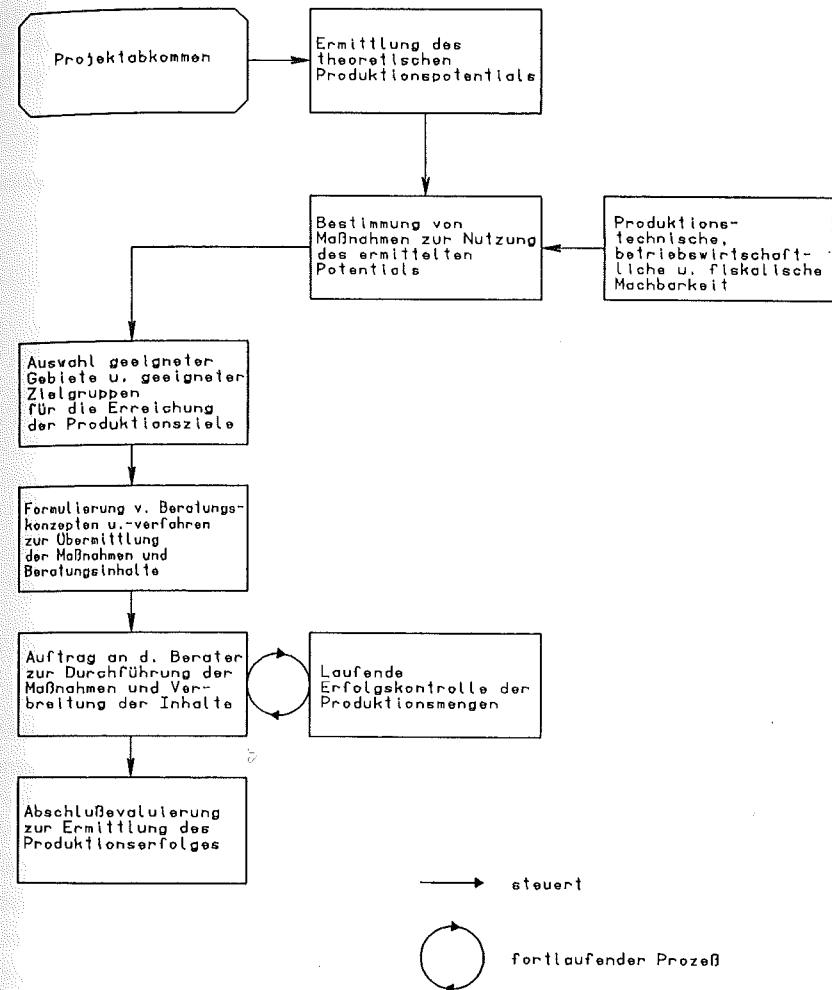 Projektabkommen
Ermittlung des
theoretischen
Produktionspotentials
Bestimmung von
Maßnahmen zur Nutzung
des ermittelten
Potentials
Produktions-
technische,
betriebswirtschaft-
liche u. fiskalische
Machbarkeit
Auswahl geeigneter
Gebiete u. geeigneter
Zielgruppen
für die Erreichung
der Produktionsziele
Formulierung v. Beratungs-
konzepten u.-verfahren
zur Übermittlung
der Maßnahmen und
Beratungsinhalte
Auftrag an d. Berater
zur Durchführung der
Maßnahmen und Ver-
breitung der Inhalte
Laufende
Erfolgskontrolle der
Produktionsmengen
Abschlußevaluierung
zur Ermittlung des
Produktionserfolges
steuert
fortlaufender Prozeß